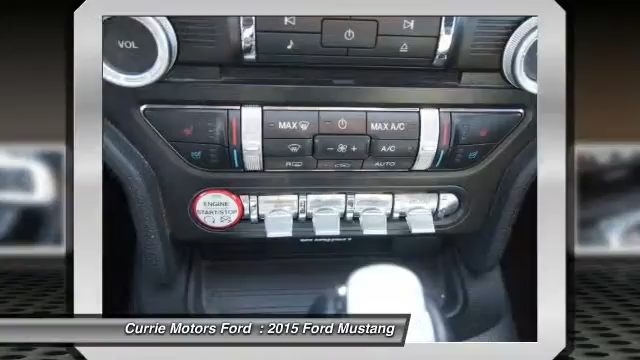 VOL
MAX
MAX A/C
- +
A/C
R
AUTO
ENGINE
START/STOP
Currie Motors Ford : 2015 Ford Mustang